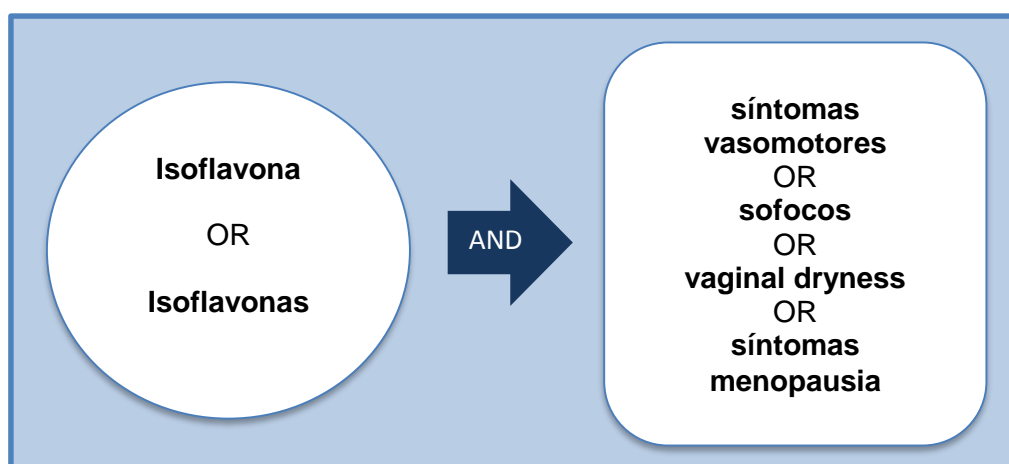 Isoflavona
OR
Isoflavonas
AND
síntomas
vasomotores
OR
sofocos
OR
vaginal dryness
OR
síntomas
menopausia